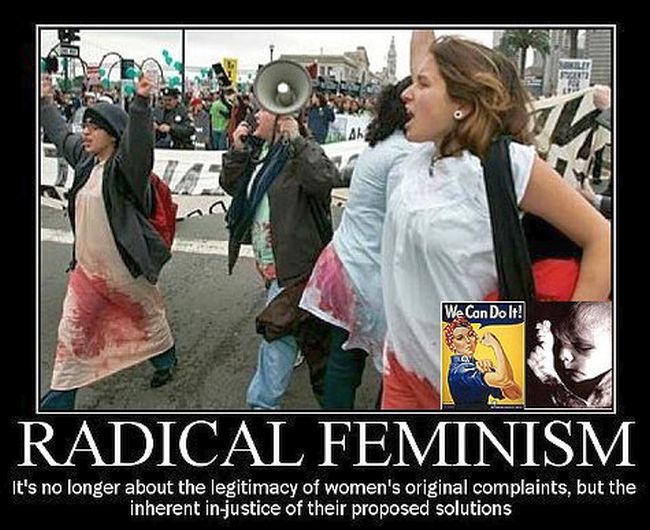 BERKELEY
STUDENTS
We Can Do It!
RADICAL FEMINISM
It's no longer about the legitimacy of women's original complaints, but the
inherent in-justice of their proposed solutions